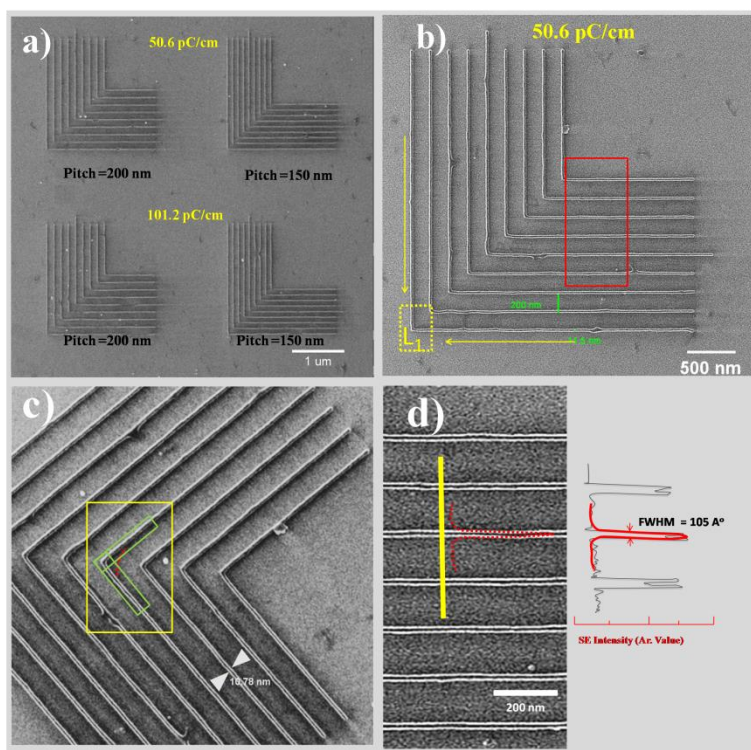 a)
50.6 pC/cm
Pitch =200 nm
Pitch =150 nm
101.2 pC/cm
Pitch =200 nm
Pitch =150 nm
1 um
b)
50.6 pC/cm
200 nm
L1
500 nm
c)
10.78 nm
d)
FWHM = 105 A°
SE Intensity (Ar. Value)
200 nm